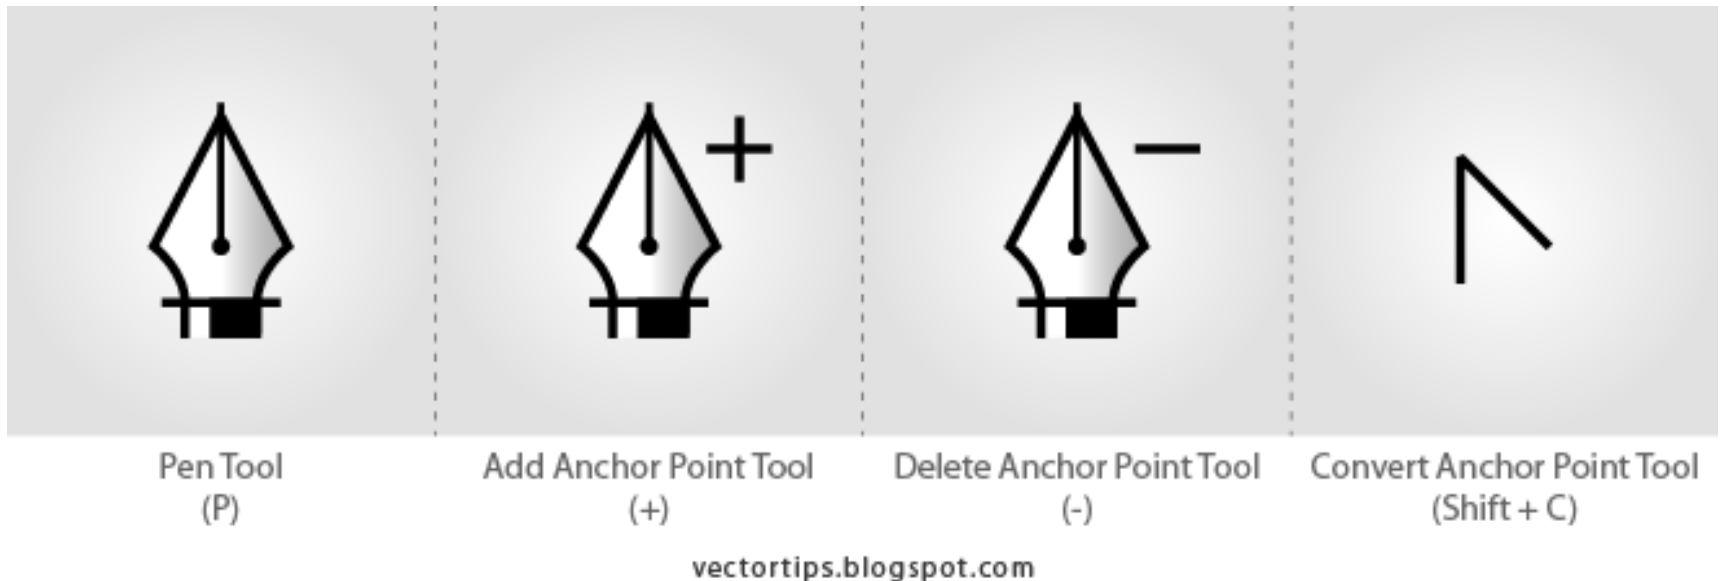 Pen Tool
(P)
Add Anchor Point Tool
(+)
Delete Anchor Point Tool
(-)
Convert Anchor Point Tool
(Shift + C)
vectortips.blogspot.com